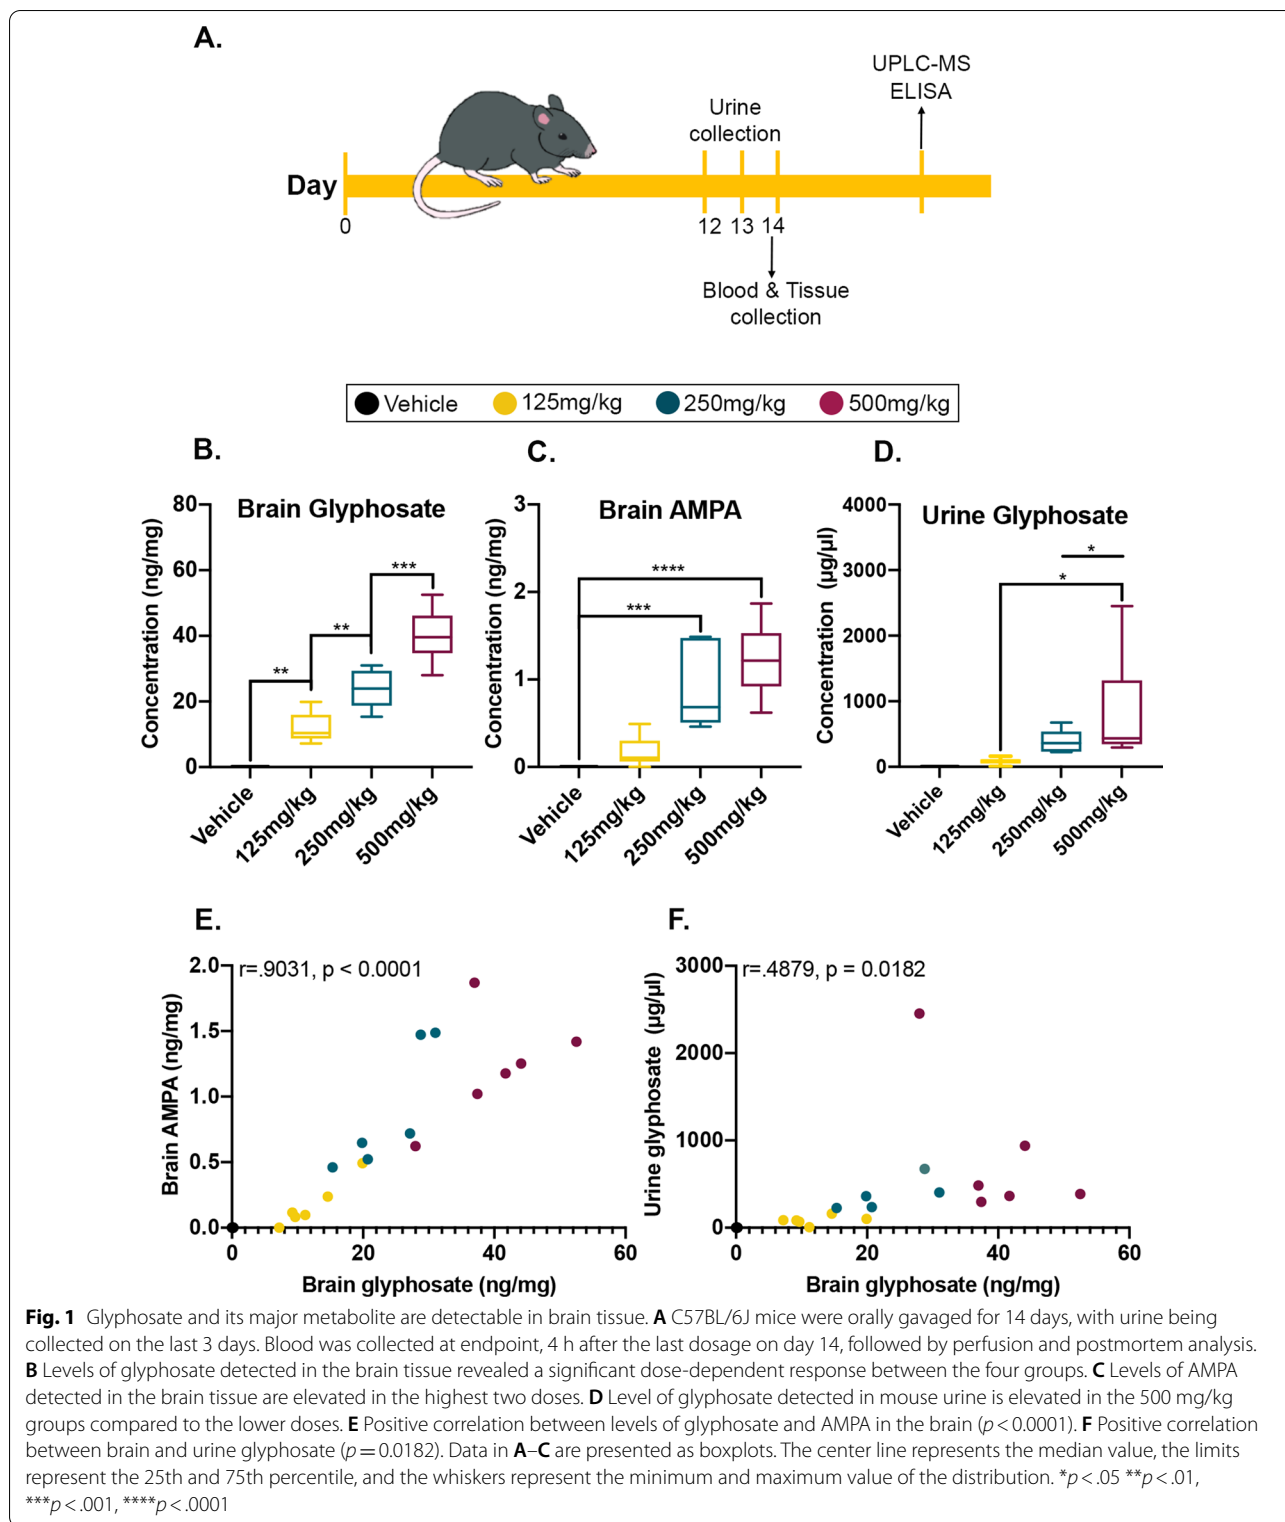 A.
UPLC-MS
ELISA
Urine
collection
Day
0
12 13 14
Blood & Tissue
collection
Vehicle 125mg/kg 250mg/kg 500mg/kg
B.
Brain Glyphosate
Concentration (ng/mg)
80
60
40
20
0
**
**
***
Vehicle
125mg/kg
250mg/kg
500mg/kg
C.
Brain AMPA
Concentration (ng/mg)
3
2
1
0
****
***
Vehicle
125mg/kg
250mg/kg
500mg/kg
D.
Urine Glyphosate
Concentration (µg/µl)
4000
3000
2000
1000
0
*
*
Vehicle
125mg/kg
250mg/kg
500mg/kg
E.
r=.9031, p < 0.0001
Brain AMPA (ng/mg)
2.0
1.5
1.0
0.5
0.0
0 20 40 60
Brain glyphosate (ng/mg)
F.
r=.4879, p = 0.0182
Urine glyphosate (µg/µl)
3000
2000
1000
0
0 20 40 60
Brain glyphosate (ng/mg)
Fig. 1 Glyphosate and its major metabolite are detectable in brain tissue. A C57BL/6J mice were orally gavaged for 14 days, with urine being
collected on the last 3 days. Blood was collected at endpoint, 4 h after the last dosage on day 14, followed by perfusion and postmortem analysis.
B Levels of glyphosate detected in the brain tissue revealed a significant dose-dependent response between the four groups. C Levels of AMPA
detected in the brain tissue are elevated in the highest two doses. D Level of glyphosate detected in mouse urine is elevated in the 500 mg/kg
groups compared to the lower doses. E Positive correlation between levels of glyphosate and AMPA in the brain (p < 0.0001). F Positive correlation
between brain and urine glyphosate (p = 0.0182). Data in A–C are presented as boxplots. The center line represents the median value, the limits
represent the 25th and 75th percentile, and the whiskers represent the minimum and maximum value of the distribution. *p < .05 **p < .01,
***p < .001, ****p < .0001